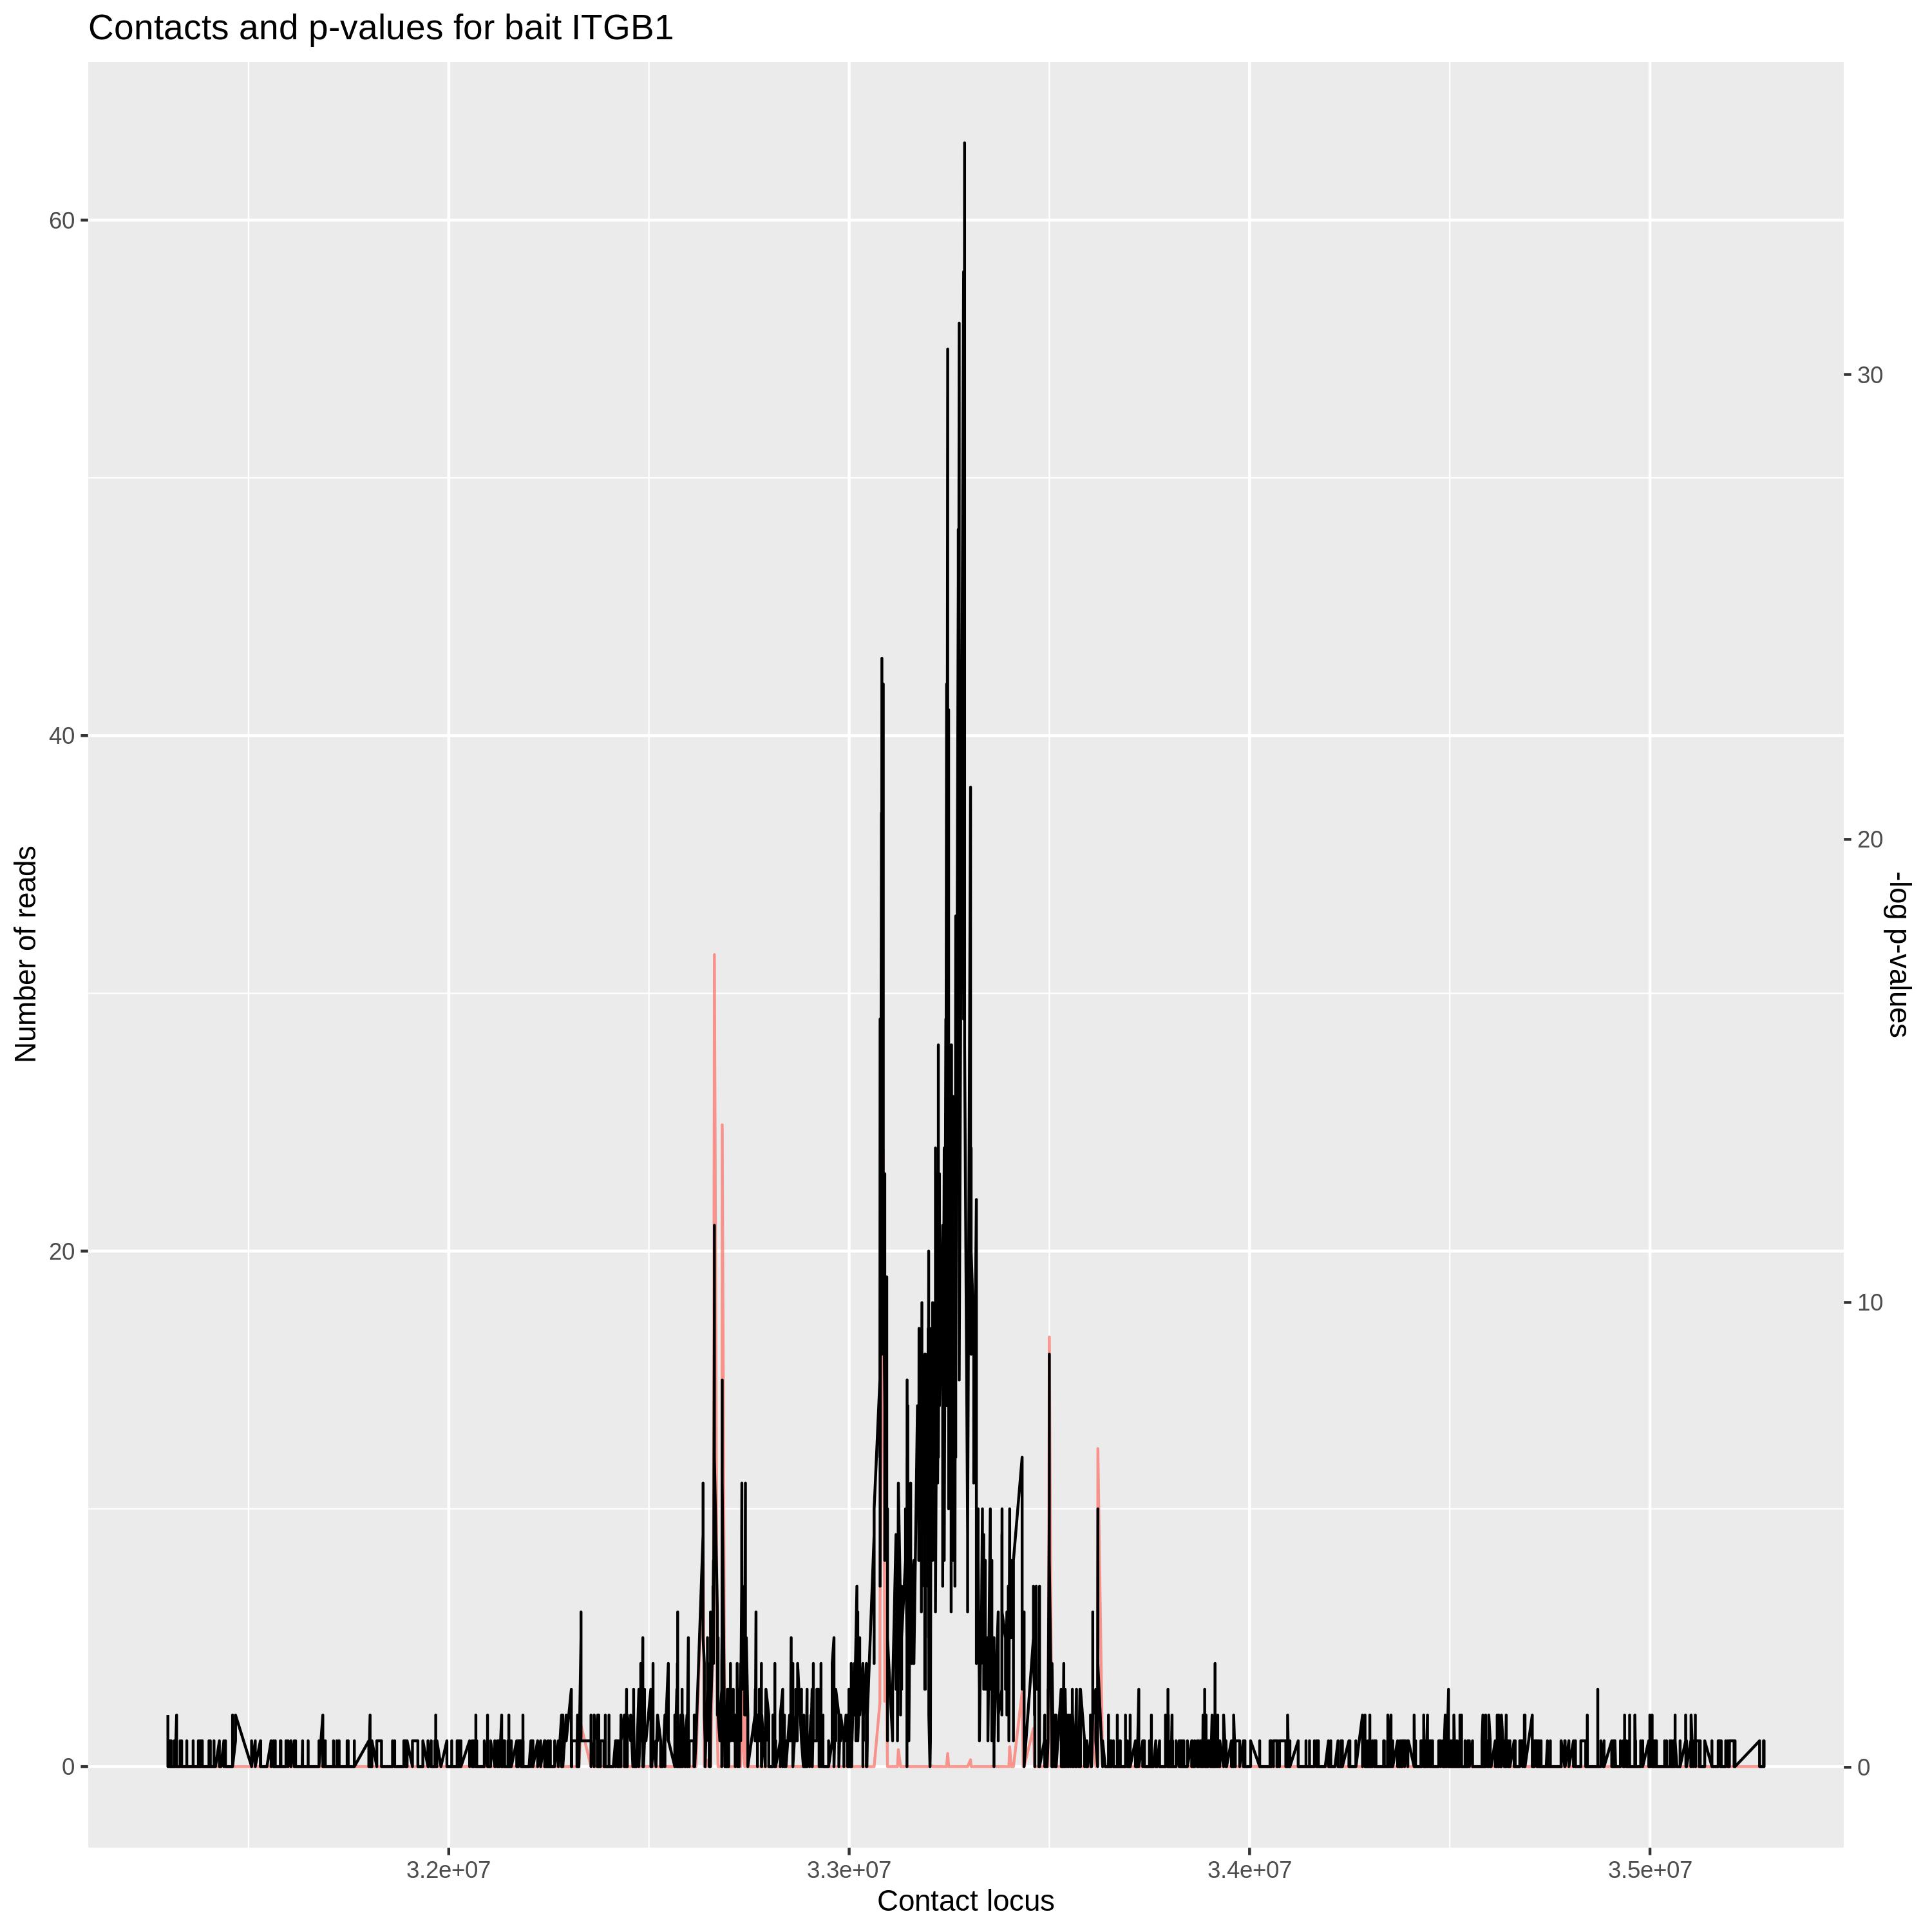 Contacts and p-values for bait ITGB1
60
40
20
0
Number of reads
30
20
10
0
-log p-values
3.2e+07
3.3e+07
3.4e+07
3.5e+07
Contact locus